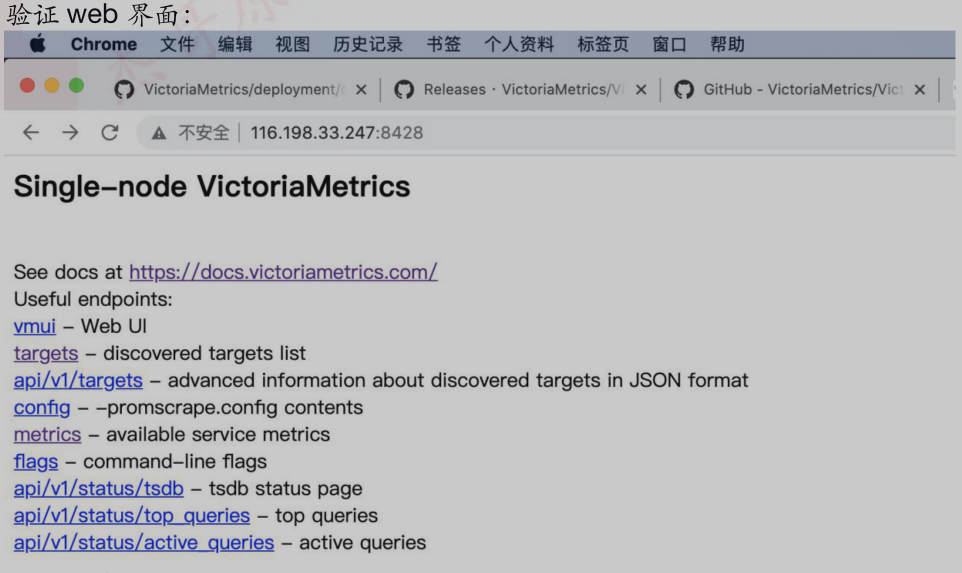 验证 web 界面：
Chrome 文件 编辑 视图 历史记录 书签 个人资料 标签页 窗口 帮助
VictoriaMetrics/deployment/ Releases · VictoriaMetrics/Vi GitHub - VictoriaMetrics/Vict
不安全 116.198.33.247:8428
Single-node VictoriaMetrics
See docs at https://docs.victoriametrics.com/
Useful endpoints:
vmui – Web UI
targets – discovered targets list
api/v1/targets – advanced information about discovered targets in JSON format
config – -promscrape.config contents
metrics – available service metrics
flags – command-line flags
api/v1/status/tsdb – tsdb status page
api/v1/status/top_queries – top queries
api/v1/status/active_queries – active queries